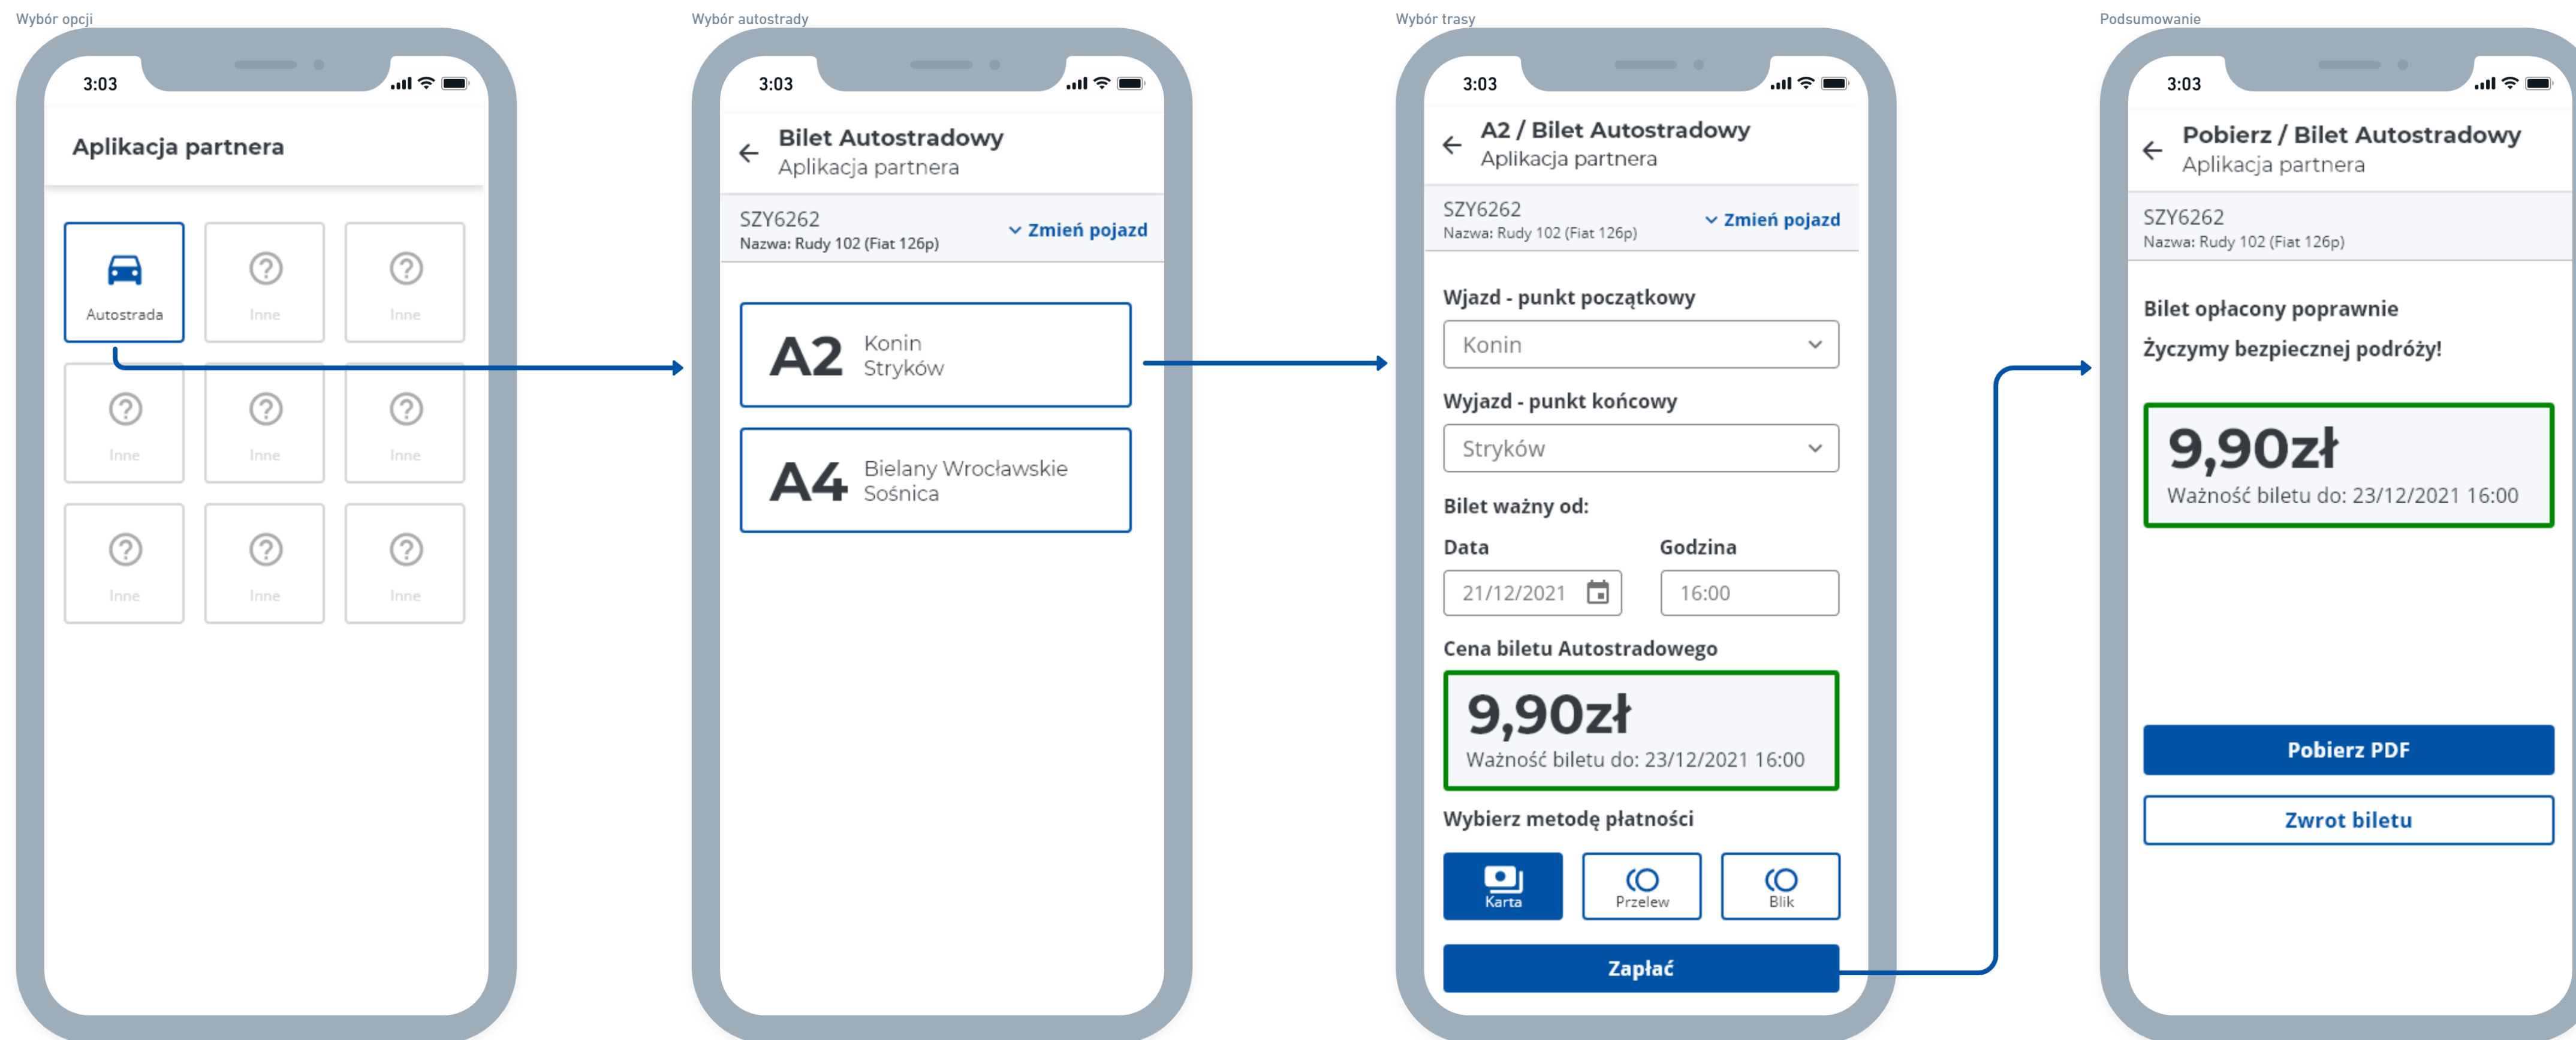 Wybór opcji
3:03
Aplikacja partnera
Autostrada
Inne
Inne
Inne
Inne
Inne
Inne
Inne
Inne
Wybór autostrady
3:03
Bilet Autostradowy
Aplikacja partnera
SZY6262
Nazwa: Rudy 102 (Fiat 126p)
Zmień pojazd
A2
Konin
Stryków
A4
Bielany Wrocławskie
Sośnica
Wybór trasy
3:03
A2 / Bilet Autostradowy
Aplikacja partnera
SZY6262
Nazwa: Rudy 102 (Fiat 126p)
Zmień pojazd
Wjazd - punkt początkowy
Konin
Wyjazd - punkt końcowy
Stryków
Bilet ważny od:
Data
Godzina
21/12/2021
16:00
Cena biletu Autostradowego
9,90zł
Ważność biletu do: 23/12/2021 16:00
Wybierz metodę płatności
Karta
Przelew
Blik
Zapłać
Podsumowanie
3:03
Pobierz / Bilet Autostradowy
Aplikacja partnera
SZY6262
Nazwa: Rudy 102 (Fiat 126p)
Bilet opłacony poprawnie
Życzymy bezpiecznej podróży!
9,90zł
Ważność biletu do: 23/12/2021 16:00
Pobierz PDF
Zwrot biletu